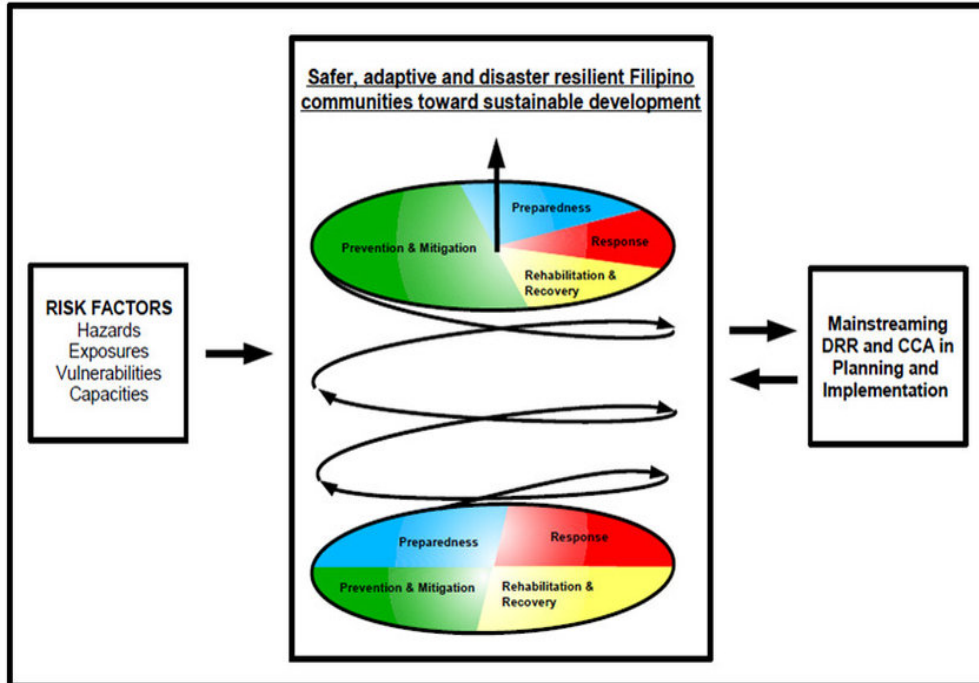 Safer, adaptive and disaster resilient Filipino
communities toward sustainable development
Preparedness
Prevention & Mitigation
Response
Rehabilitation &
Recovery
RISK FACTORS
Hazards
Exposures
Vulnerabilities
Capacities
Mainstreaming
DRR and CCA in
Planning and
Implementation
Preparedness
Response
Prevention & Mitigation
Rehabilitation &
Recovery